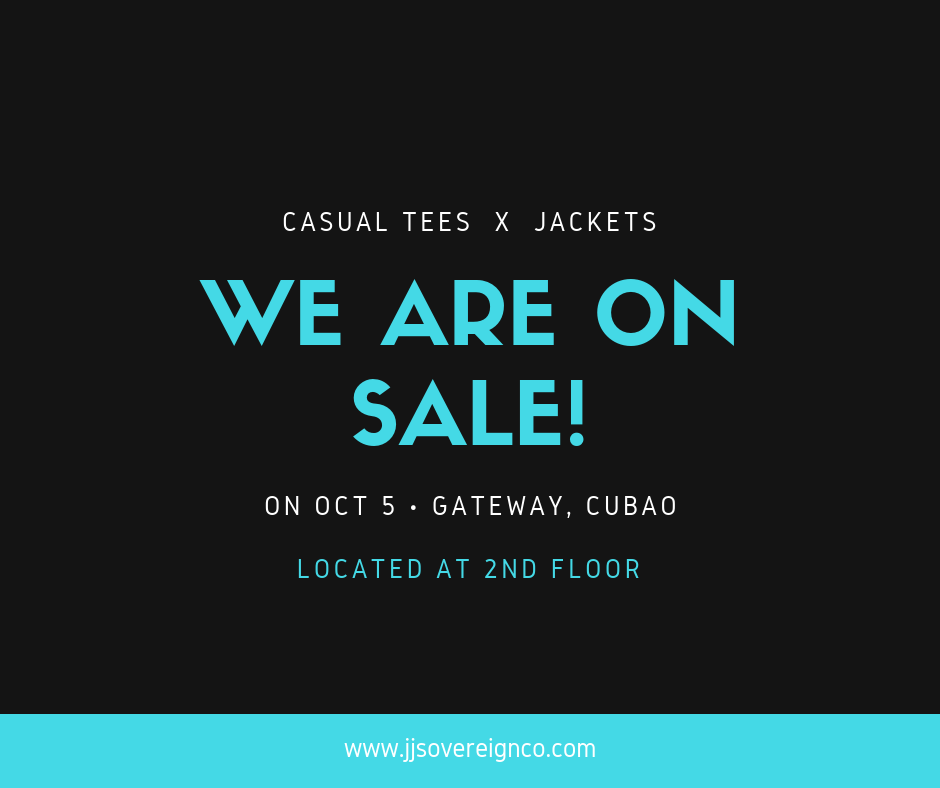 CASUAL TEES X JACKETS
WE ARE ON
SALE!
ON OCT 5 • GATEWAY, CUBAO
LOCATED AT 2ND FLOOR
www.jjsovereignco.com